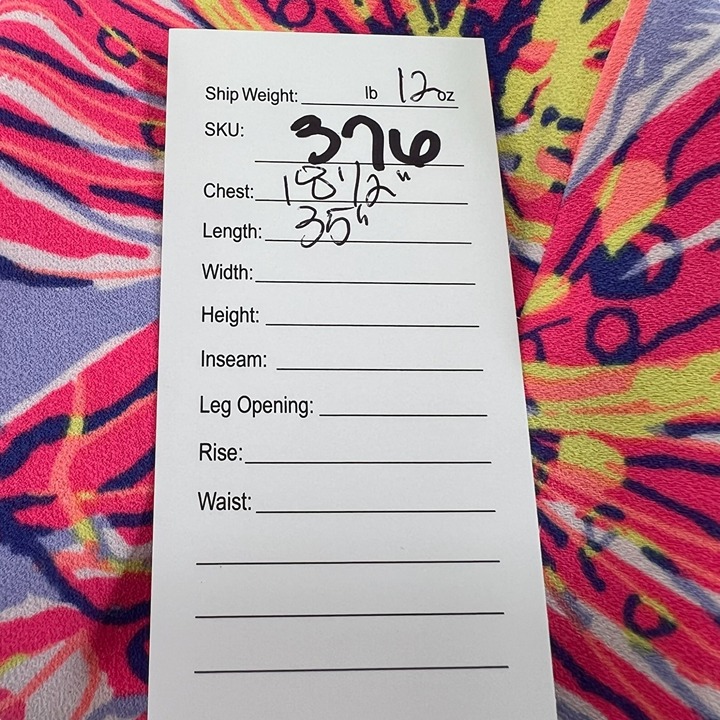 Ship Weight: lb 12 oz
SKU: 376
Chest: 18 1/2"
Length: 35"
Width:
Height:
Inseam:
Leg Opening:
Rise:
Waist: